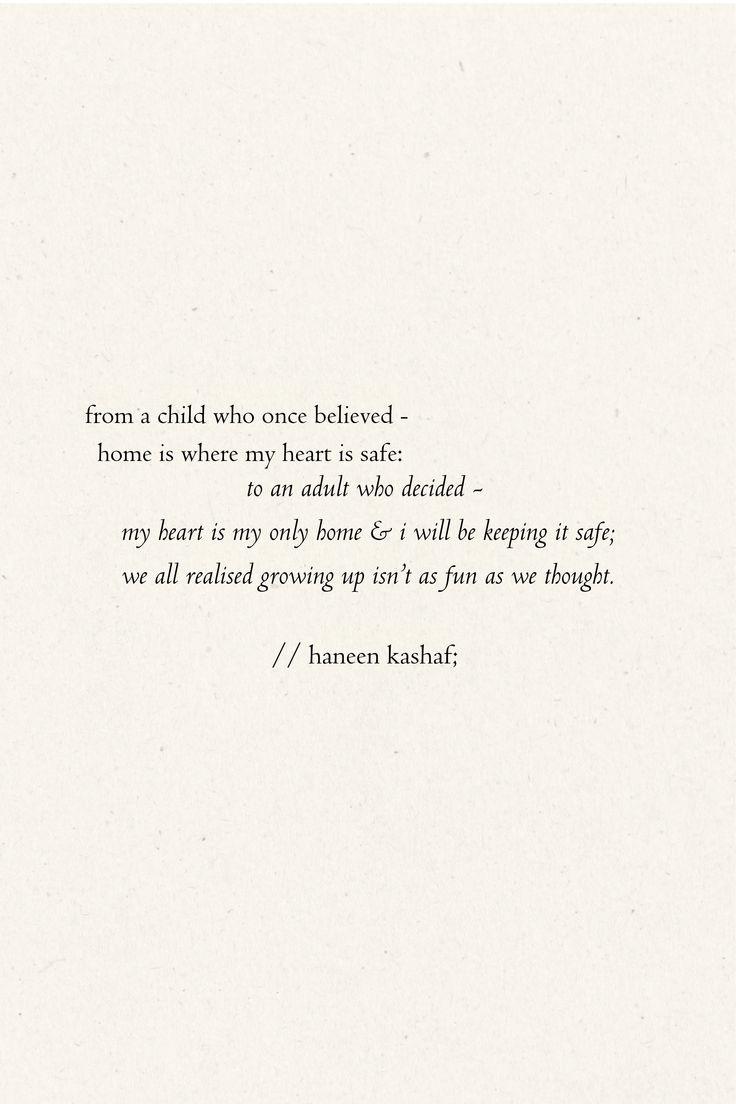 from a child who once believed -
home is where my heart is safe:
to an adult who decided -
my heart is my only home & i will be keeping it safe;
we all realised growing up isn't as fun as we thought.
// haneen kashaf;